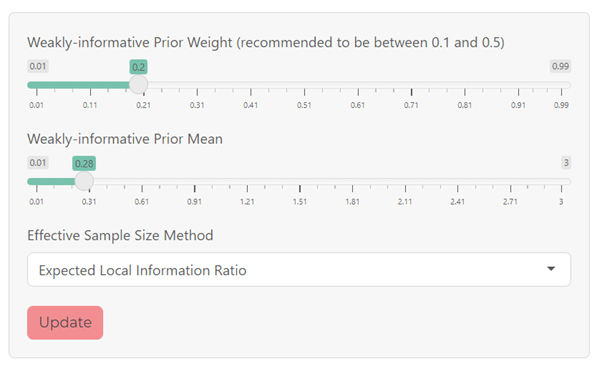 Weakly-informative Prior Weight (recommended to be between 0.1 and 0.5)
0.01 0.2 0.99
0.01 0.11 0.21 0.31 0.41 0.51 0.61 0.71 0.81 0.91 0.99
Weakly-informative Prior Mean
0.01 0.28 3
0.01 0.31 0.61 0.91 1.21 1.51 1.81 2.11 2.41 2.71 3
Effective Sample Size Method
Expected Local Information Ratio
Update